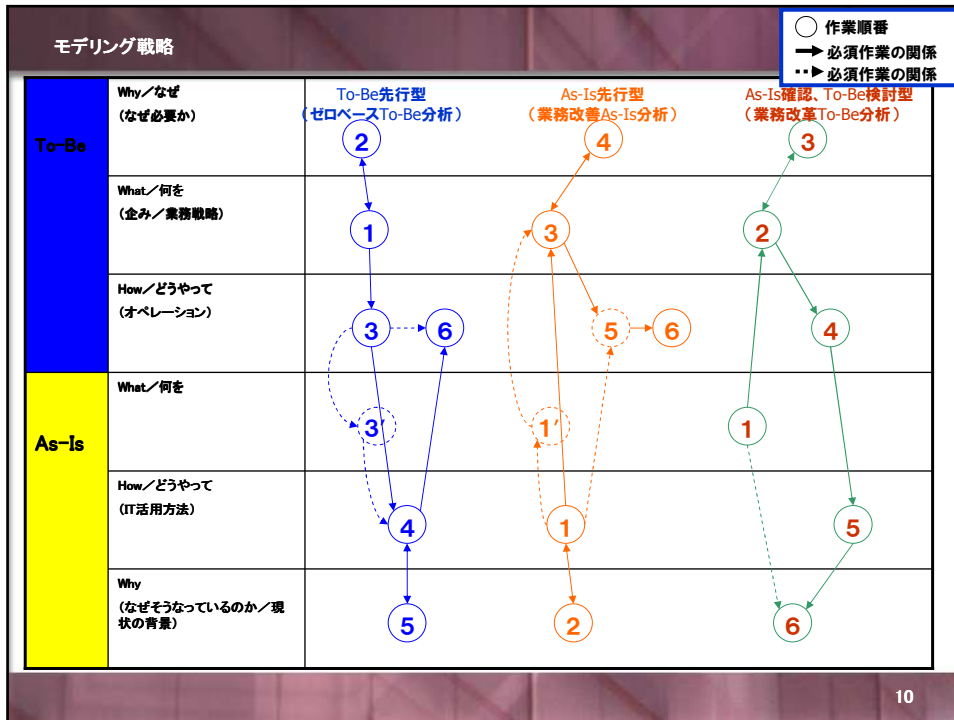 モデリング戦略
作業順番
必須作業の関係
必須作業の関係
To-Be
Why／なぜ
（なぜ必要か）
To-Be先行型
（ゼロベースTo-Be分析）
As-Is先行型
（業務改善As-Is分析）
As-Is確認、To-Be検討型
（業務改革To-Be分析）
2
4
3
What／何を
（企み／業務戦略）
1
3
2
How／どうやって
（オペレーション）
3
6
5
6
4
As-Is
What／何を
3’
1’
1
How／どうやって
（IT活用方法）
4
1
5
Why
（なぜそうなっているのか／現
状の背景）
5
2
6
10